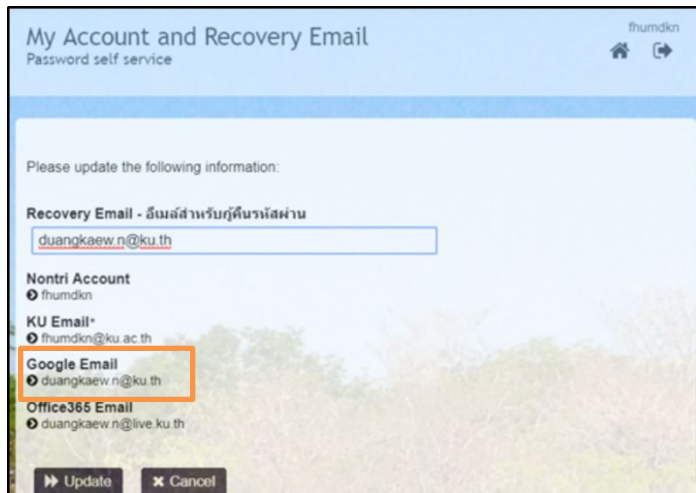 My Account and Recovery Email
Password self service
fhumdkn
Please update the following information:
Recovery Email - อีเมล์สำหรับกู้คืนรหัสผ่าน
duangkaew.n@ku.th
Nontri Account
fhumdkn
KU Email*
fhumdkn@ku.ac.th
Google Email
duangkaew.n@ku.th
Office365 Email
duangkaew.n@live.ku.th
Update
Cancel